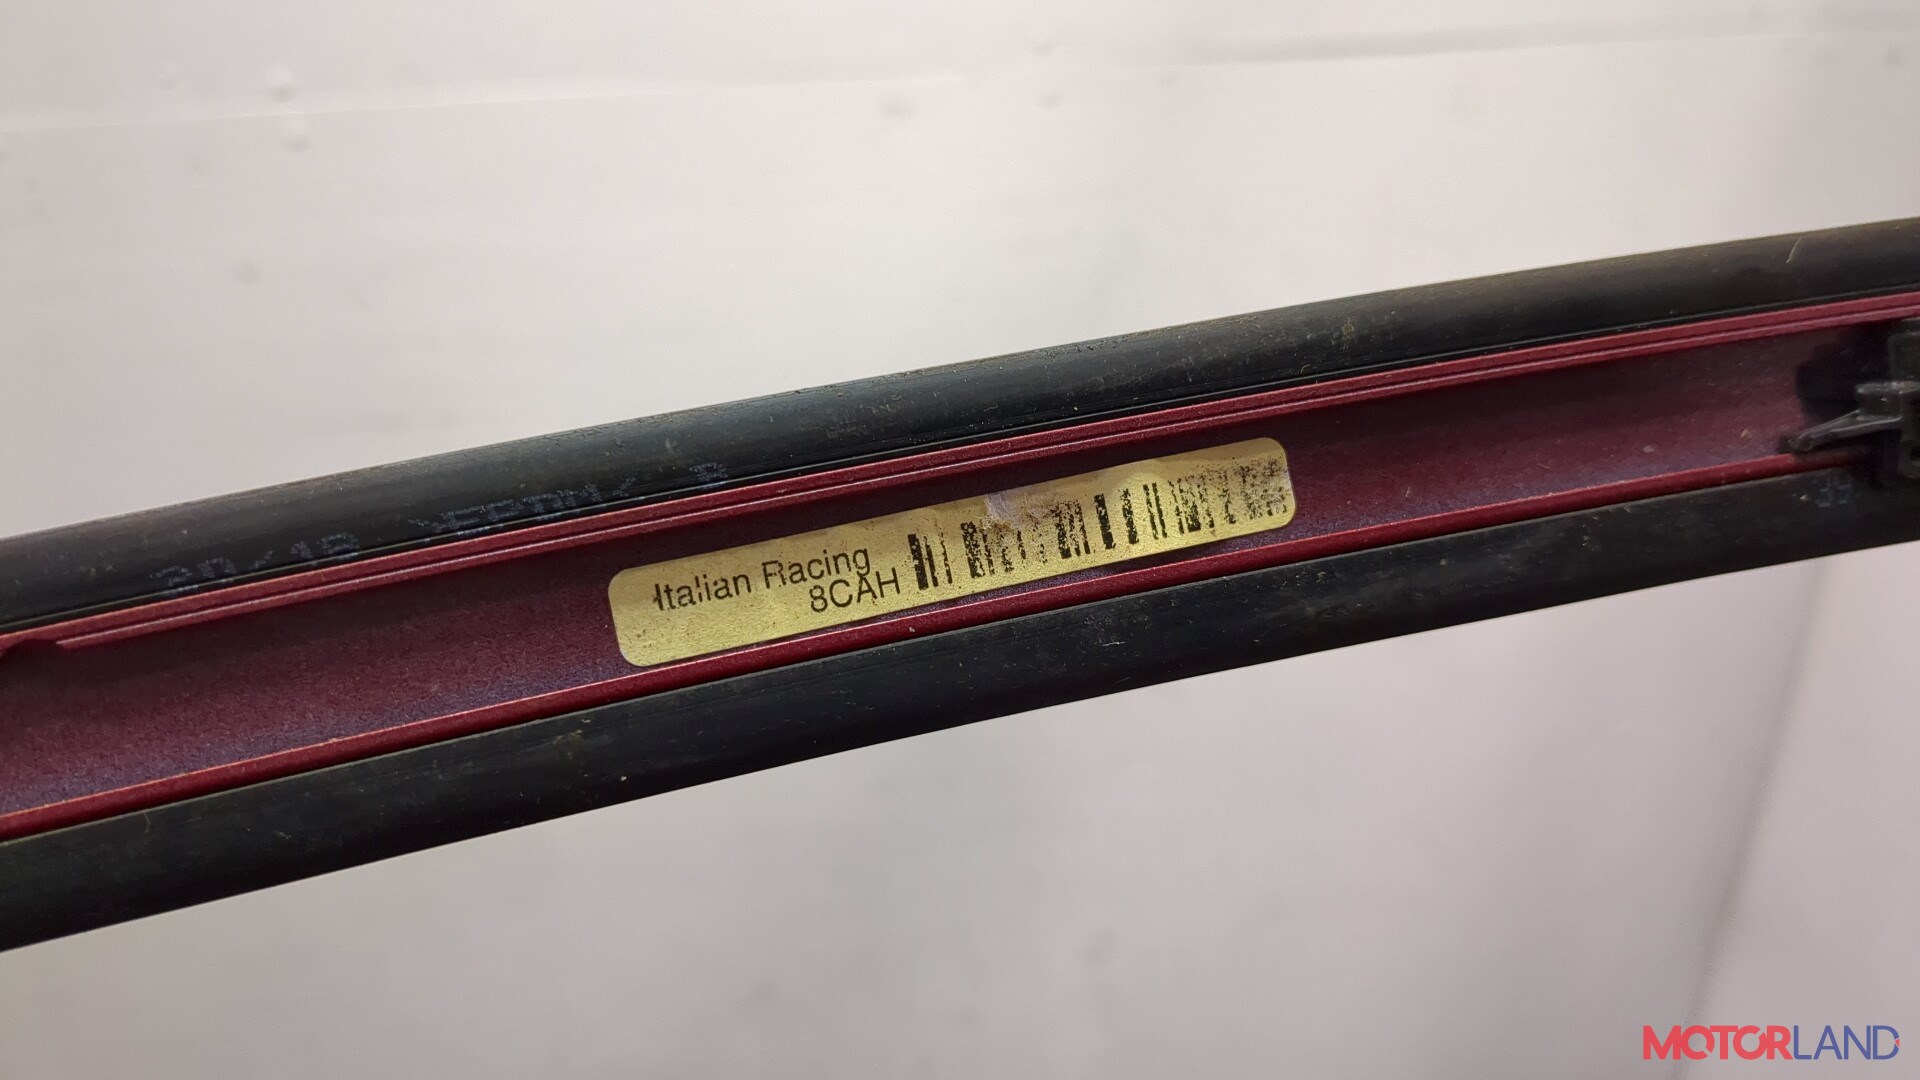 Italian Racing
8CAH
MOTORLAND